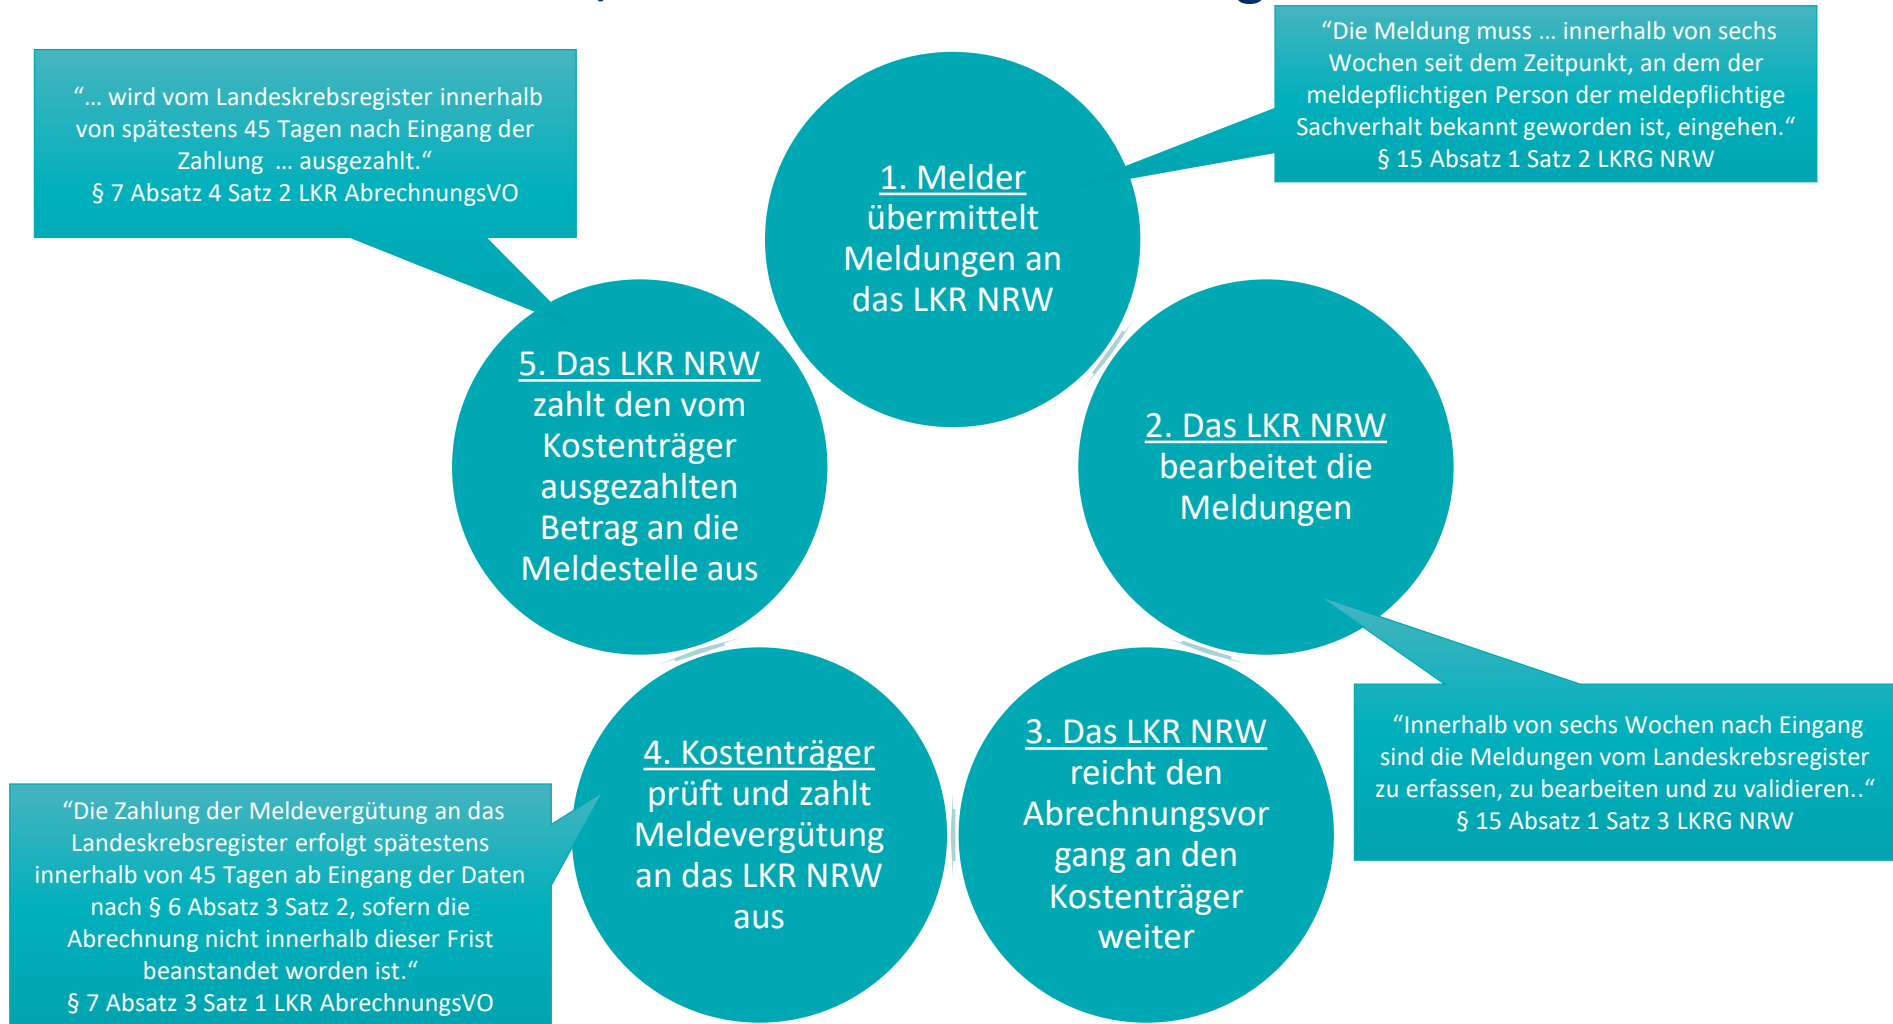 “Die Meldung muss … innerhalb von sechs
Wochen seit dem Zeitpunkt, an dem der
meldepflichtigen Person der meldepflichtige
Sachverhalt bekannt geworden ist, eingehen.“
§ 15 Absatz 1 Satz 2 LKRG NRW
“… wird vom Landeskrebsregister innerhalb
von spätestens 45 Tagen nach Eingang der
Zahlung … ausgezahlt.“
§ 7 Absatz 4 Satz 2 LKR AbrechnungsVO
1. Melder
übermittelt
Meldungen an
das LKR NRW
2. Das LKR NRW
bearbeitet die
Meldungen
“Innerhalb von sechs Wochen nach Eingang
sind die Meldungen vom Landeskrebsregister
zu erfassen, zu bearbeiten und zu validieren..“
§ 15 Absatz 1 Satz 3 LKRG NRW
3. Das LKR NRW
reicht den
Abrechnungsvor
gang an den
Kostenträger
weiter
4. Kostenträger
prüft und zahlt
Meldevergütung
an das LKR NRW
aus
“Die Zahlung der Meldevergütung an das
Landeskrebsregister erfolgt spätestens
innerhalb von 45 Tagen ab Eingang der Daten
nach § 6 Absatz 3 Satz 2, sofern die
Abrechnung nicht innerhalb dieser Frist
beanstandet worden ist.“
§ 7 Absatz 3 Satz 1 LKR AbrechnungsVO
5. Das LKR NRW
zahlt den vom
Kostenträger
ausgezahlten
Betrag an die
Meldestelle aus